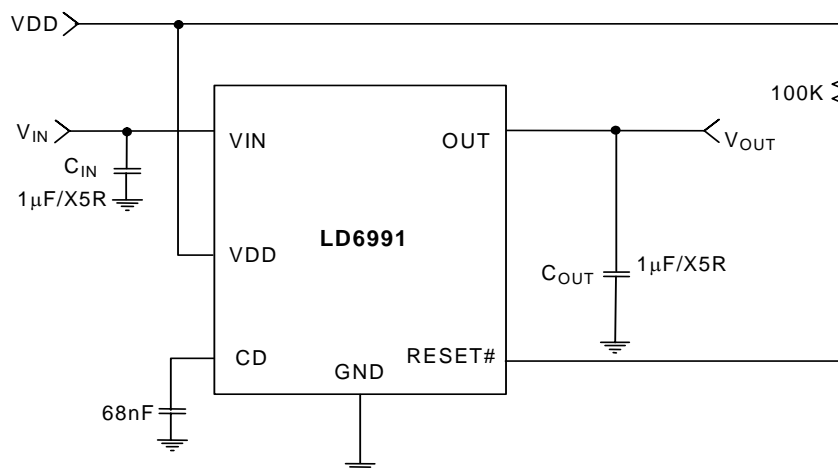 VDD
100K
VIN
VIN
OUT
VOUT
CIN
1μF/X5R
LD6991
VDD
COUT
1μF/X5R
CD
RESET#
GND
68nF